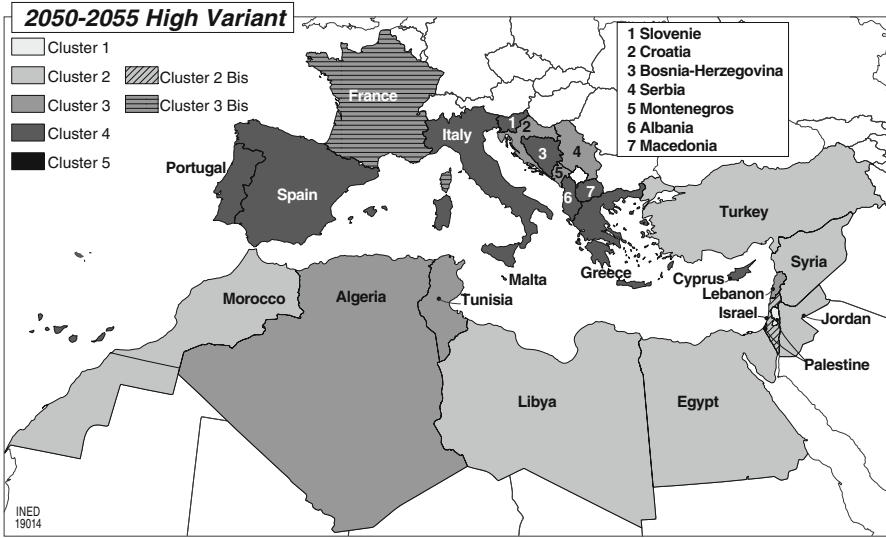 2050-2055 High Variant
Cluster 1
Cluster 2
Cluster 3
Cluster 4
Cluster 5
Cluster 2 Bis
Cluster 3 Bis
1 Slovenie
2 Croatia
3 Bosnia-Herzegovina
4 Serbia
5 Montenegros
6 Albania
7 Macedonia
France
Italy
1
2
3
4
5
6
7
Portugal
Spain
Malta
Greece
Turkey
Cyprus
Syria
Lebanon
Israel
Jordan
Palestine
Morocco
Algeria
Tunisia
Libya
Egypt
INED
19014